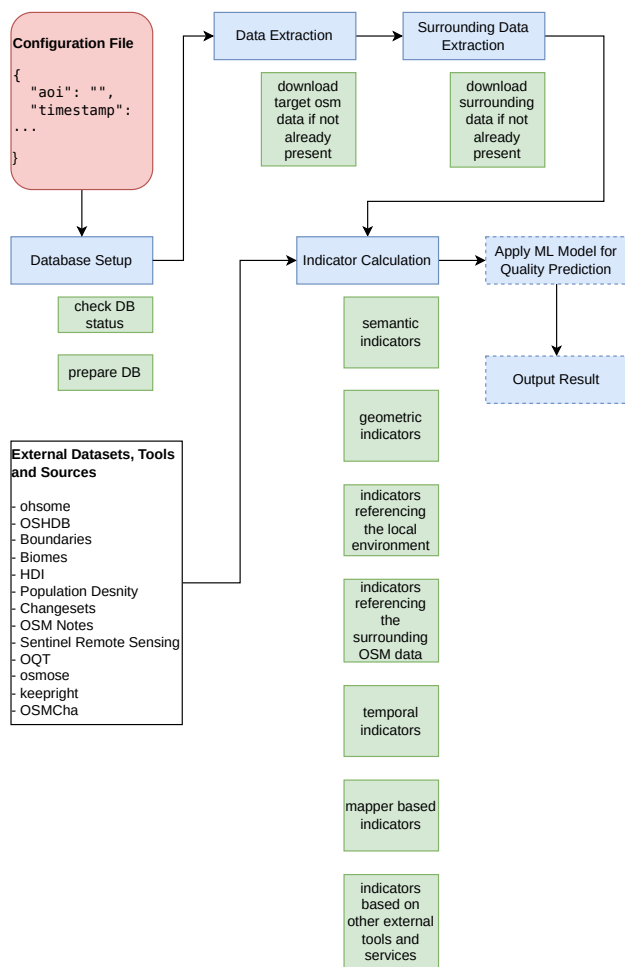 Configuration File
{
"aoi": "",
"timestamp":
...
}
Data Extraction
Surrounding Data
Extraction
download
target osm
data if not
already
present
download
surrounding
data if not
already
present
Database Setup
Indicator Calculation
Apply ML Model for
Quality Prediction
check DB
status
prepare DB
Output Result
semantic
indicators
geometric
indicators
indicators
referencing
the local
environment
indicators
referencing
the
surrounding
OSM data
temporal
indicators
mapper based
indicators
indicators
based on
other external
tools and
services
External Datasets, Tools
and Sources
- ohsome
- OSHDB
- Boundaries
- Biomes
- HDI
- Population Desnity
- Changesets
- OSM Notes
- Sentinel Remote Sensing
- OQT
- osmose
- keepright
- OSMCha